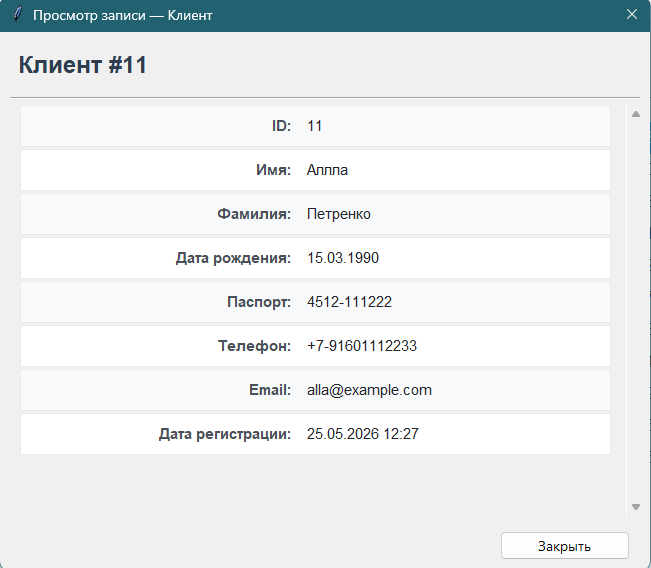 Просмотр записи — Клиент
Клиент #11
ID: 11
Имя: Аллла
Фамилия: Петренко
Дата рождения: 15.03.1990
Паспорт: 4512-111222
Телефон: +7-91601112233
Email: alla@example.com
Дата регистрации: 25.05.2026 12:27
Закрыть